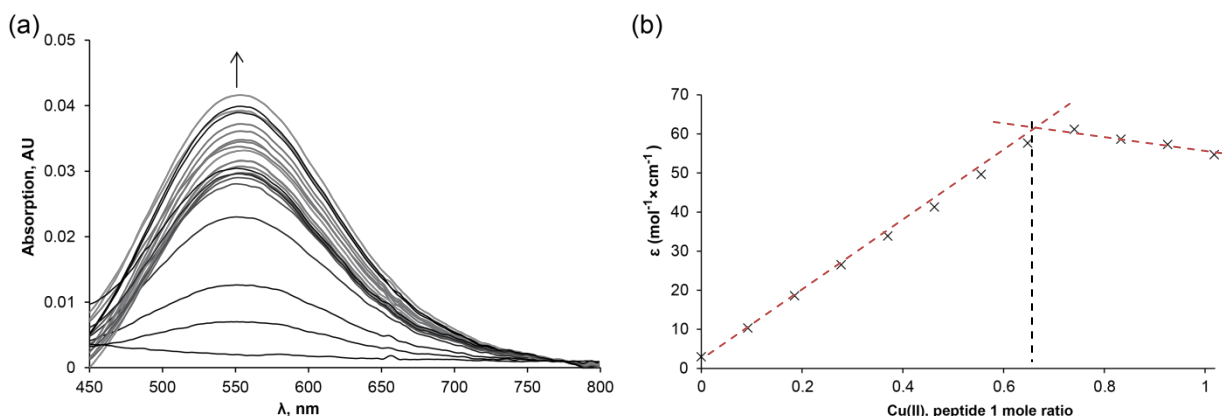 (a)
0.05
0.04
0.03
0.02
0.01
0
Absorption, AU
450 500 550 600 650 700 750 800
λ, nm
(b)
70
60
50
40
30
20
10
0
ε (mol⁻¹× cm⁻¹)
0 0.2 0.4 0.6 0.8 1
Cu(II), peptide 1 mole ratio